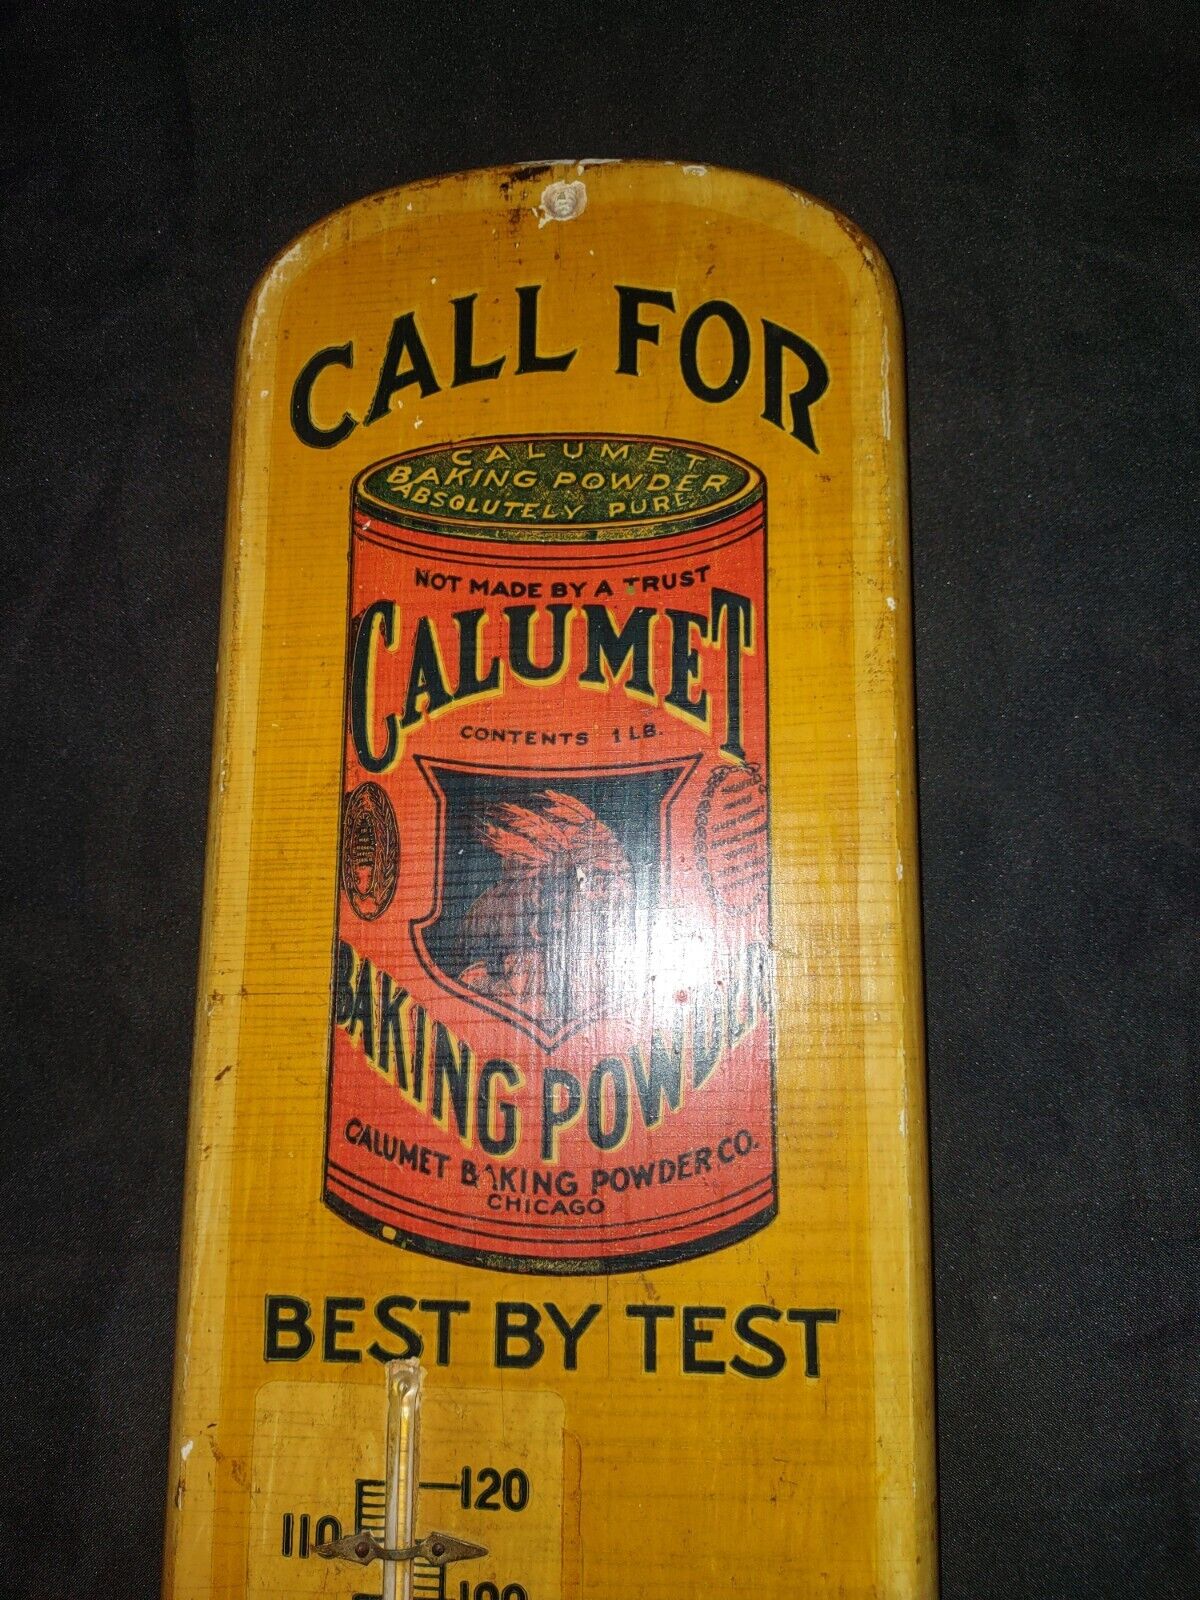 CALL FOR
CALUMET
BAKING POWDER
ABSOLUTELY PURE
NOT MADE BY A TRUST
CALUMET
CONTENTS 1 LB.
BAKING POWDER
CALUMET BAKING POWDER CO.
CHICAGO
BEST BY TEST
120
110
100